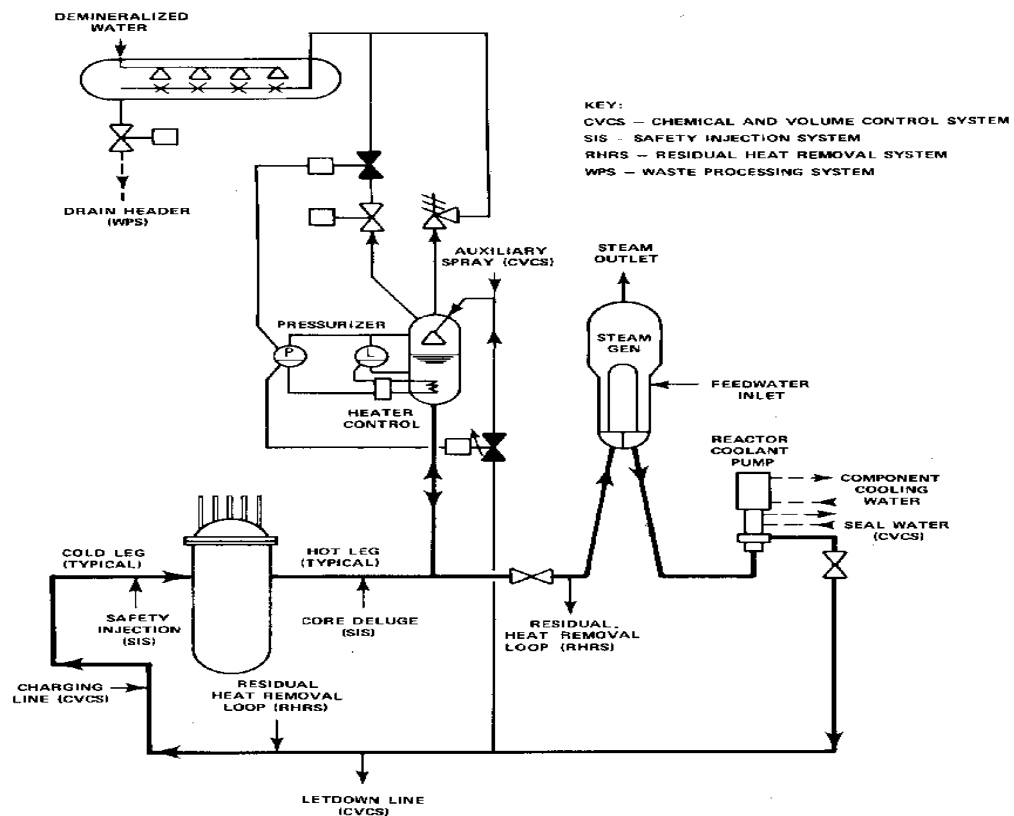 DEMINERALIZED
WATER
KEY:
CVCS – CHEMICAL AND VOLUME CONTROL SYSTEM
SIS – SAFETY INJECTION SYSTEM
RHRS – RESIDUAL HEAT REMOVAL SYSTEM
WPS – WASTE PROCESSING SYSTEM
DRAIN HEADER
(WPS)
AUXILIARY
SPRAY (CVCS)
STEAM
OUTLET
PRESSURIZER
P
L
STEAM
GEN
FEEDWATER
INLET
HEATER
CONTROL
REACTOR
COOLANT
PUMP
COMPONENT
COOLING
WATER
SEAL WATER
(CVCS)
COLD LEG
(TYPICAL)
HOT LEG
(TYPICAL)
SAFETY
INJECTION
(SIS)
CORE DELUGE
(SIS)
RESIDUAL
HEAT REMOVAL
LOOP (RHRS)
CHARGING
LINE (CVCS)
RESIDUAL
HEAT REMOVAL
LOOP (RHRS)
LETDOWN LINE
(CVCS)